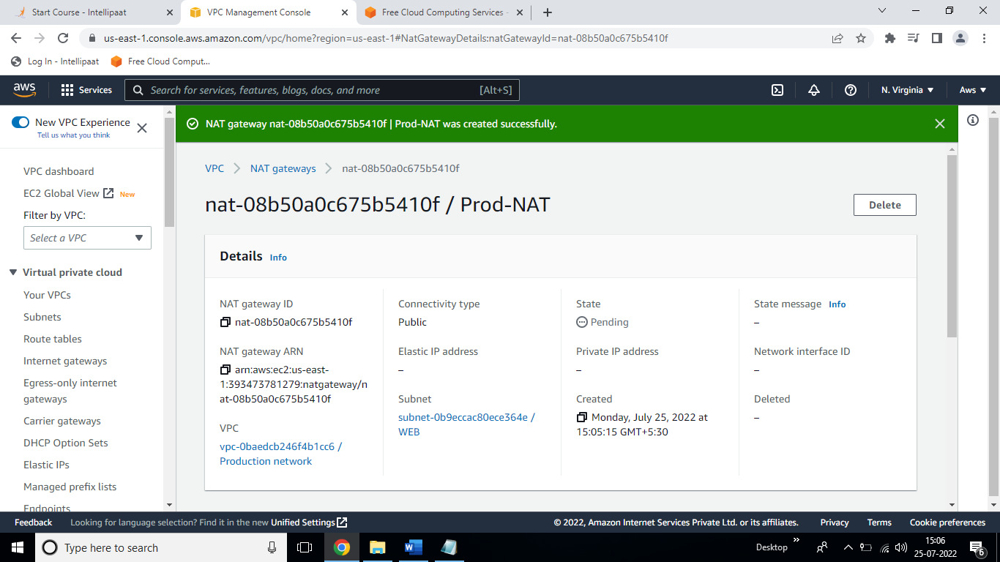 Start Course - Intellipaat
VPC Management Console
Free Cloud Computing Services -
us-east-1.console.aws.amazon.com/vpc/home?region=us-east-1#NatGatewayDetails:natGatewayId=nat-08b50a0c675b5410f
Log In - Intellipaat
Free Cloud Comput...
aws
Services
Search for services, features, blogs, docs, and more
[Alt+S]
N. Virginia
Aws
New VPC Experience
Tell us what you think
NAT gateway nat-08b50a0c675b5410f | Prod-NAT was created successfully.
VPC dashboard
EC2 Global View New
Filter by VPC:
Select a VPC
Virtual private cloud
Your VPCs
Subnets
Route tables
Internet gateways
Egress-only internet
gateways
Carrier gateways
DHCP Option Sets
Elastic IPs
Managed prefix lists
Endpoints
VPC
NAT gateways
nat-08b50a0c675b5410f
nat-08b50a0c675b5410f / Prod-NAT
Delete
Details Info
NAT gateway ID
nat-08b50a0c675b5410f
NAT gateway ARN
arn:aws:ec2:us-east-
1:393473781279:natgateway/n
at-08b50a0c675b5410f
VPC
vpc-0baedcb246f4b1cc6 /
Production network
Connectivity type
Public
Elastic IP address
–
Subnet
subnet-0b9eccac80ece364e /
WEB
State
Pending
Private IP address
–
Created
Monday, July 25, 2022 at
15:05:15 GMT+5:30
State message Info
–
Network interface ID
–
Deleted
–
Feedback
Looking for language selection? Find it in the new Unified Settings
© 2022, Amazon Internet Services Private Ltd. or its affiliates.
Privacy
Terms
Cookie preferences
Type here to search
Desktop
15:06
25-07-2022
6